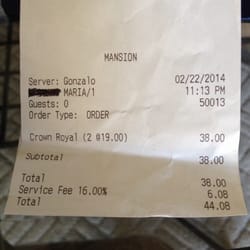 MANSION
Server: Gonzalo 02/22/2014
MARIA/1 11:13 PM
Guests: 0 50013
Order Type: ORDER
Crown Royal (2 @19.00) 38.00
Subtotal 38.00
Total 38.00
Service Fee 16.00% 6.08
Total 44.08